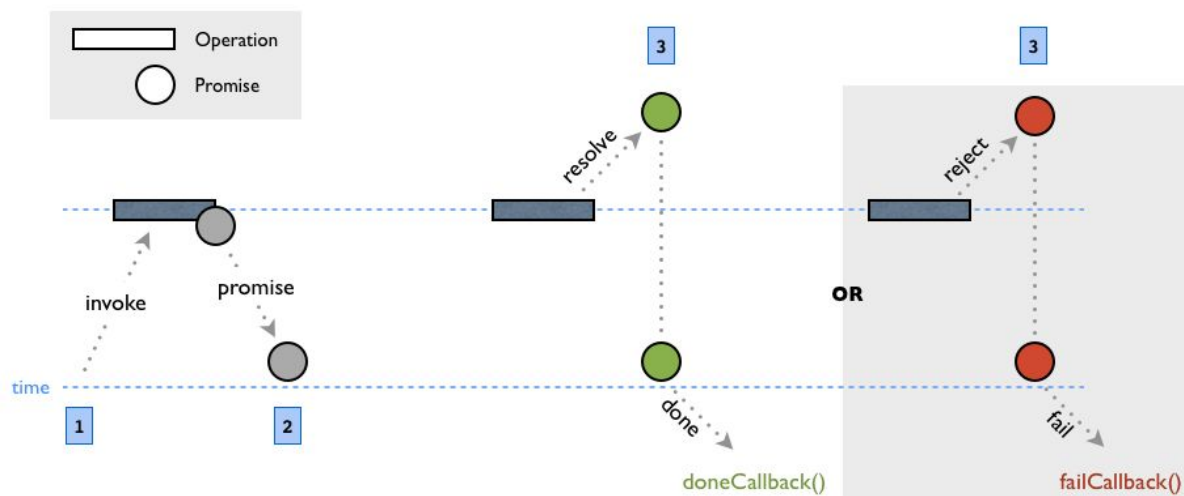 Operation
Promise
3
3
resolve
reject
invoke
promise
OR
time
1
2
done
fail
doneCallback()
failCallback()